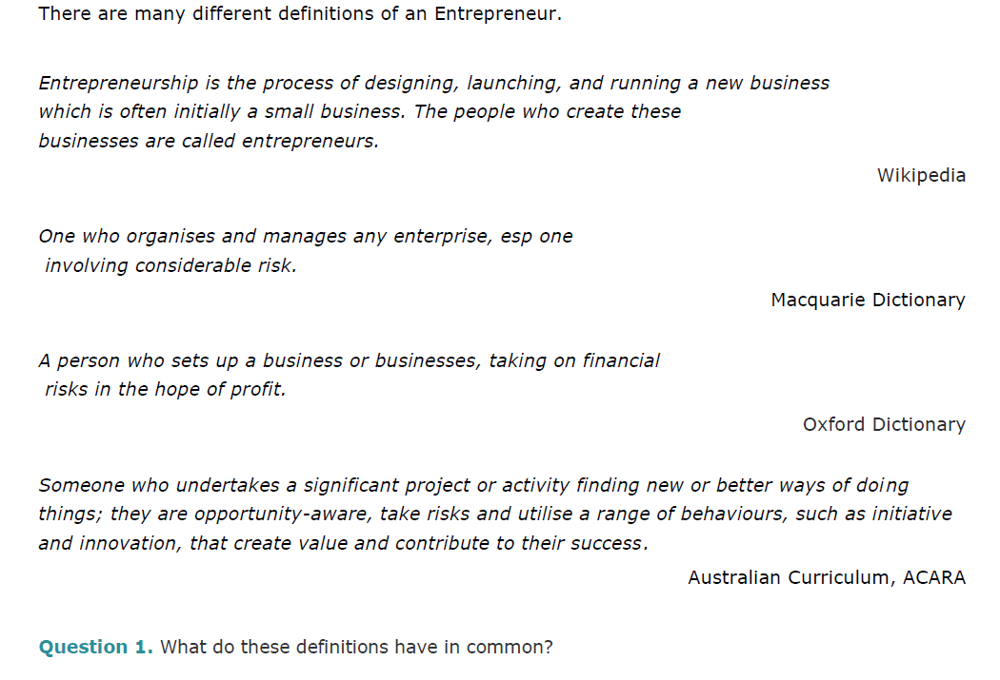 There are many different definitions of an Entrepreneur.
Entrepreneurship is the process of designing, launching, and running a new business
which is often initially a small business. The people who create these
businesses are called entrepreneurs.
Wikipedia
One who organises and manages any enterprise, esp one
involving considerable risk.
Macquarie Dictionary
A person who sets up a business or businesses, taking on financial
risks in the hope of profit.
Oxford Dictionary
Someone who undertakes a significant project or activity finding new or better ways of doing
things; they are opportunity-aware, take risks and utilise a range of behaviours, such as initiative
and innovation, that create value and contribute to their success.
Australian Curriculum, ACARA
Question 1. What do these definitions have in common?